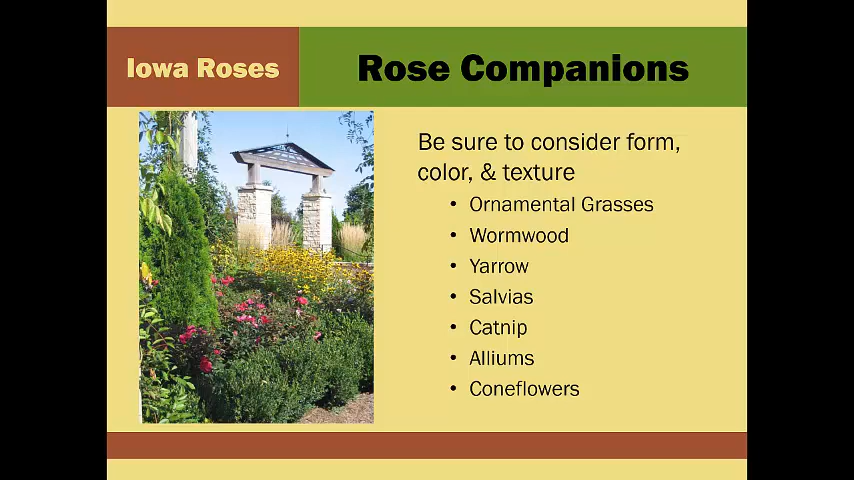 Iowa Roses
Rose Companions
Be sure to consider form,
color, & texture
• Ornamental Grasses
• Wormwood
• Yarrow
• Salvias
• Catnip
• Alliums
• Coneflowers